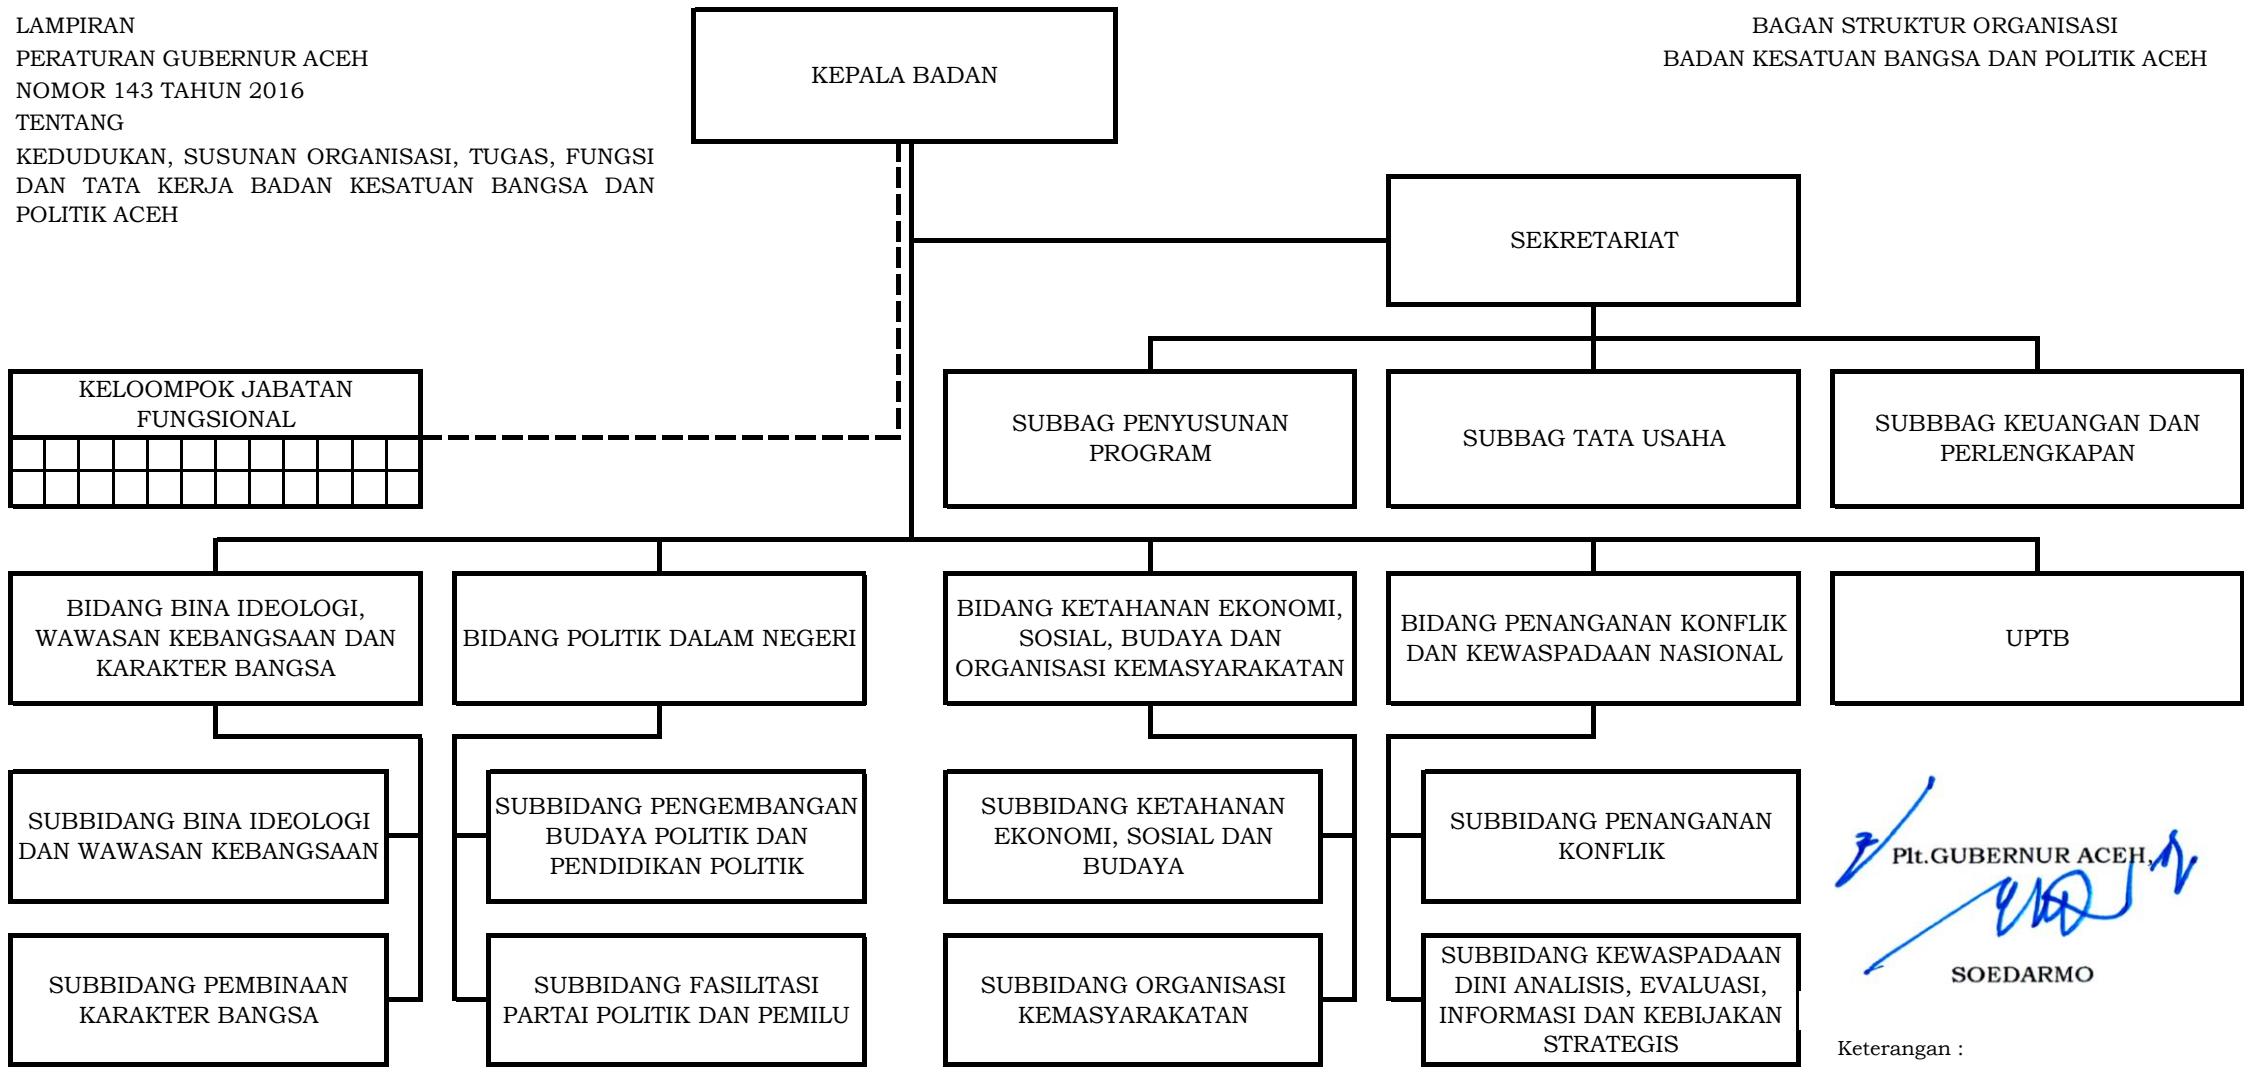 LAMPIRAN
PERATURAN GUBERNUR ACEH
NOMOR 143 TAHUN 2016
TENTANG
KEDUDUKAN, SUSUNAN ORGANISASI, TUGAS, FUNGSI
DAN TATA KERJA BADAN KESATUAN BANGSA DAN
POLITIK ACEH
KEPALA BADAN
BAGAN STRUKTUR ORGANISASI
BADAN KESATUAN BANGSA DAN POLITIK ACEH
SEKRETARIAT
KELOOMPOK JABATAN
FUNGSIONAL
SUBBAG PENYUSUNAN
PROGRAM
SUBBAG TATA USAHA
SUBBBAG KEUANGAN DAN
PERLENGKAPAN
BIDANG BINA IDEOLOGI,
WAWASAN KEBANGSAAN DAN
KARAKTER BANGSA
BIDANG POLITIK DALAM NEGERI
BIDANG KETAHANAN EKONOMI,
SOSIAL, BUDAYA DAN
ORGANISASI KEMASYARAKATAN
BIDANG PENANGANAN KONFLIK
DAN KEWASPADAAN NASIONAL
UPTB
SUBBIDANG BINA IDEOLOGI
DAN WAWASAN KEBANGSAAN
SUBBIDANG PENGEMBANGAN
BUDAYA POLITIK DAN
PENDIDIKAN POLITIK
SUBBIDANG KETAHANAN
EKONOMI, SOSIAL DAN
BUDAYA
SUBBIDANG PENANGANAN
KONFLIK
Plt.GUBERNUR ACEH,
SUBBIDANG PEMBINAAN
KARAKTER BANGSA
SUBBIDANG FASILITASI
PARTAI POLITIK DAN PEMILU
SUBBIDANG ORGANISASI
KEMASYARAKATAN
SUBBIDANG KEWASPADAAN
DINI ANALISIS, EVALUASI,
INFORMASI DAN KEBIJAKAN
STRATEGIS
SOEDARMO
Keterangan :